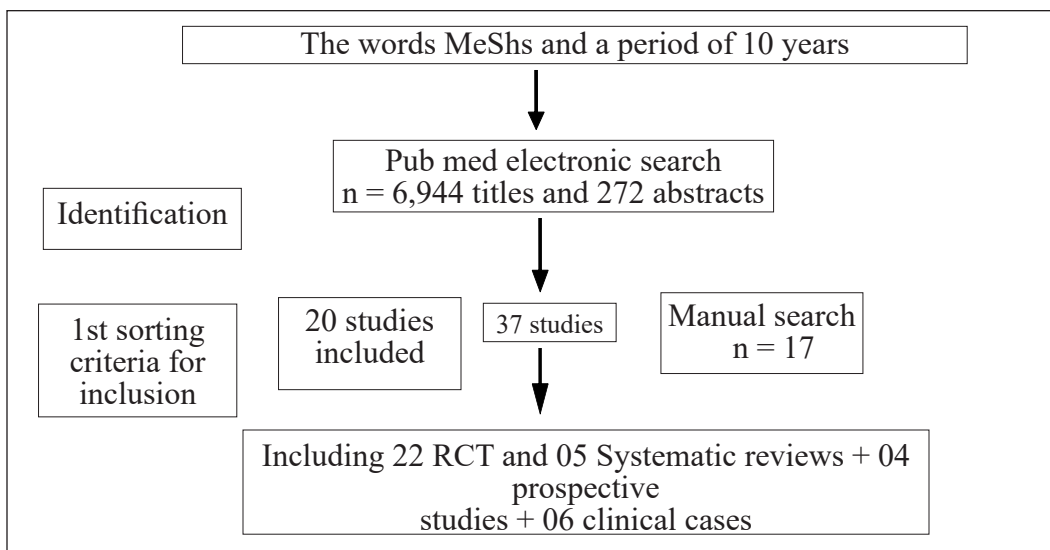 The words MeShs and a period of 10 years
Pub med electronic search
n = 6,944 titles and 272 abstracts
Identification
1st sorting
criteria for
inclusion
20 studies
included
37 studies
Manual search
n = 17
Including 22 RCT and 05 Systematic reviews + 04
prospective
studies + 06 clinical cases